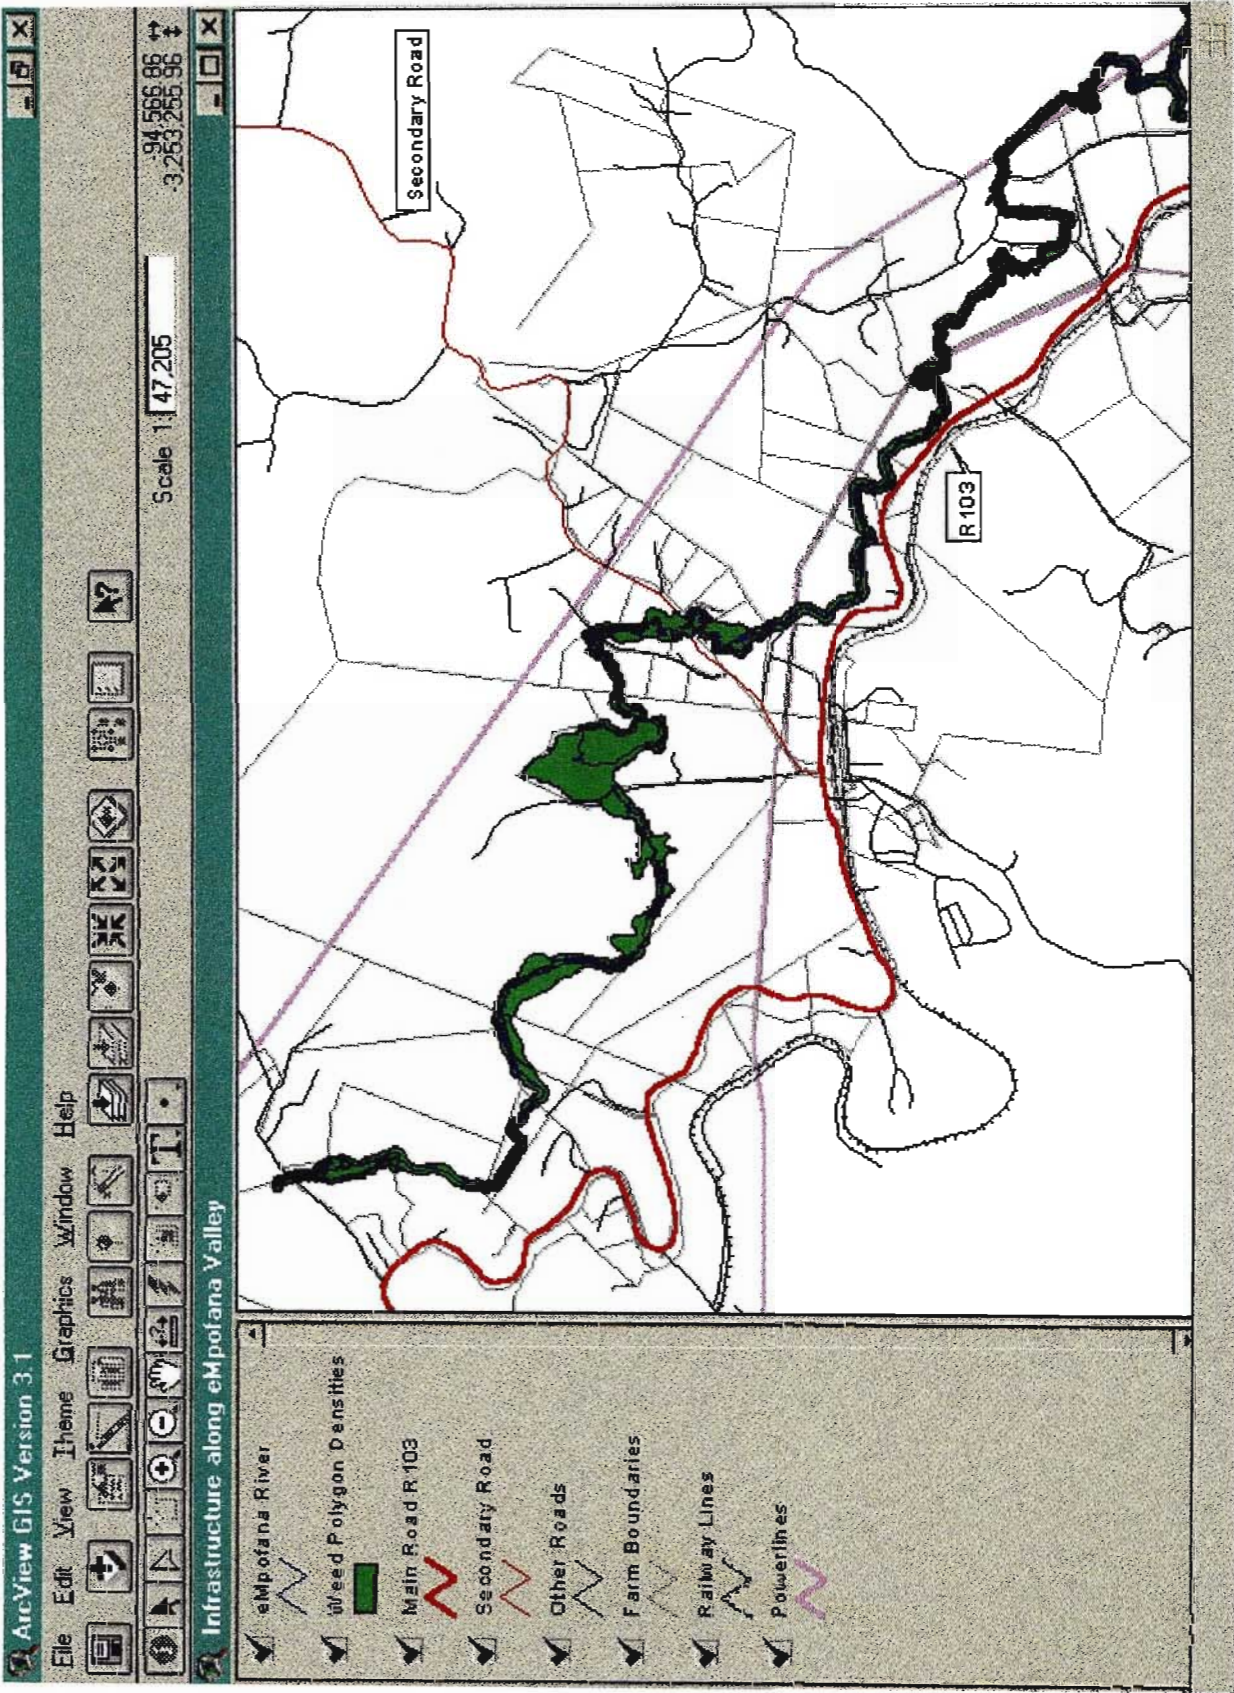 ArcView GIS Version 3.1
File Edit View Theme Graphics Window Help
Scale 1: 47,205
-94,566.86
-3,253,255.96
Infrastructure along eMpofana Valley
eMpofana River
Weed Polygon Densities
Main Road R103
Secondary Road
Other Roads
Farm Boundaries
Railway Lines
Powerlines
Secondary Road
R103